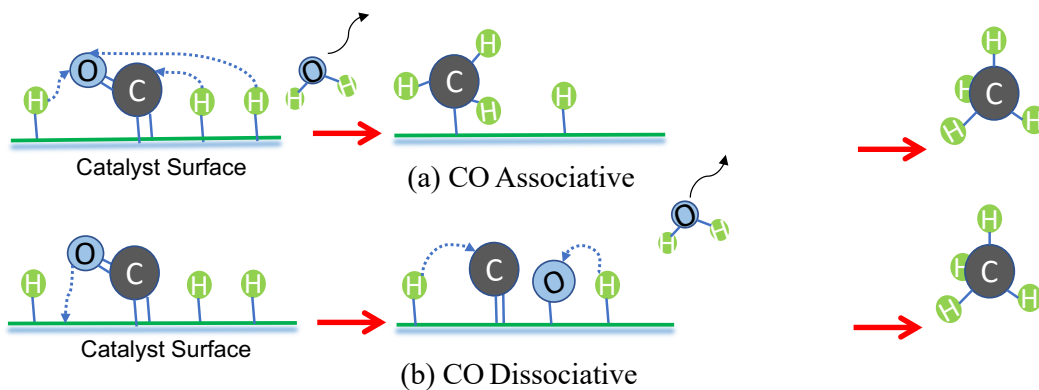 O C H H H H
O H H
C H H H H
C H H H H
Catalyst Surface
(a) CO Associative
O H H
O C H H H
H C O H
C H H H H
Catalyst Surface
(b) CO Dissociative